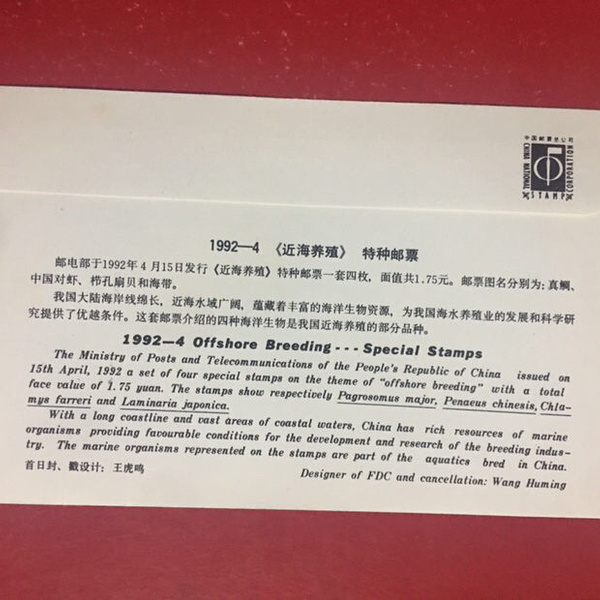 中国邮票总公司
CHINA NATIONAL
STAMP
CORPORATION
1992—4 《近海养殖》 特种邮票
邮电部于1992年4月15日发行《近海养殖》特种邮票一套四枚，面值共1.75元。邮票图名分别为：真鲷、
中国对虾、栉孔扇贝和海带。
我国大陆海岸线绵长，近海水域广阔，蕴藏着丰富的海洋生物资源，为我国海水养殖业的发展和科学研
究提供了优越条件。这套邮票介绍的四种海洋生物是我国近海养殖的部分品种。
1992—4 Offshore Breeding--- Special Stamps
The Ministry of Posts and Telecommunications of the People's Republic of China issued on
15th April, 1992 a set of four special stamps on the theme of "offshore breeding" with a total
face value of 1.75 yuan. The stamps show respectively Pagrosomus major, Penaeus chinesis, Chla-
mys farreri and Laminaria japonica.
With a long coastline and vast areas of coastal waters, China has rich resources of marine
organisms providing favourable conditions for the development and research of the breeding indus-
try. The marine organisms represented on the stamps are part of the aquatics bred in China.
首日封、戳设计：王虎鸣
Designer of FDC and cancellation: Wang Huming